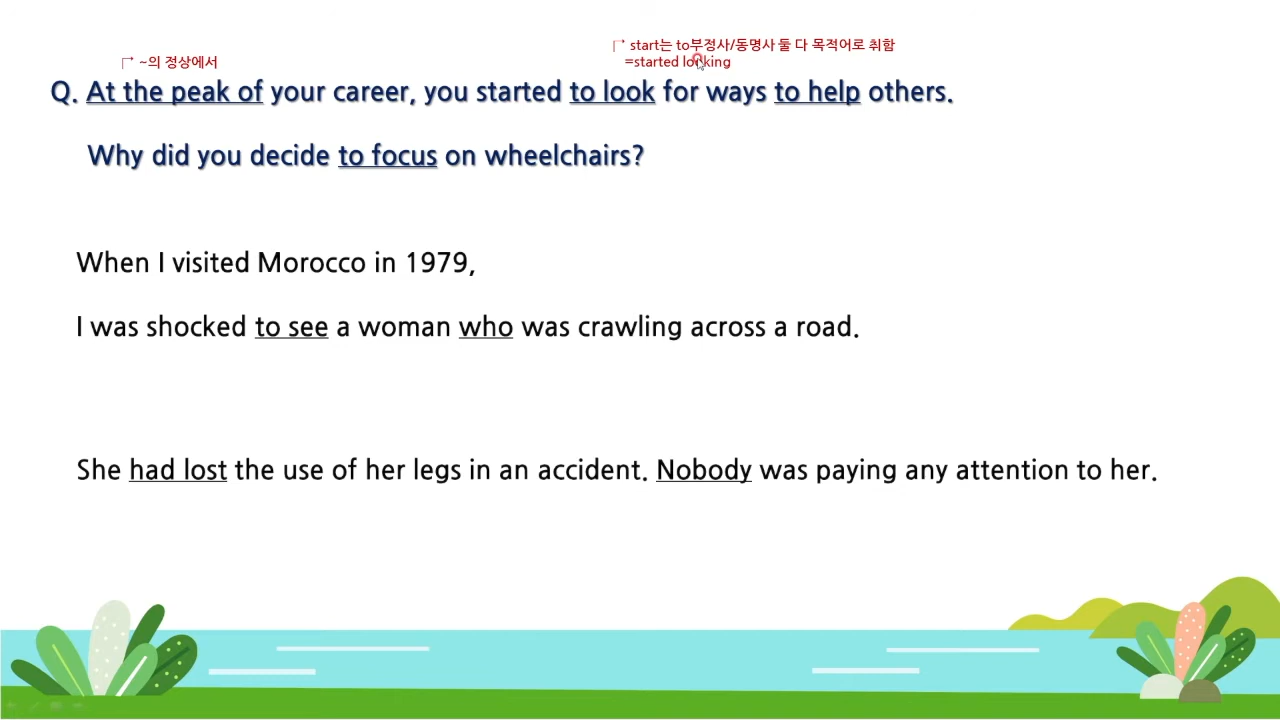 ┌ ~의 정상에서
┌ start는 to부정사/동명사 둘 다 목적어로 취함
=started looking
Q. At the peak of your career, you started to look for ways to help others.
Why did you decide to focus on wheelchairs?
When I visited Morocco in 1979,
I was shocked to see a woman who was crawling across a road.
She had lost the use of her legs in an accident. Nobody was paying any attention to her.